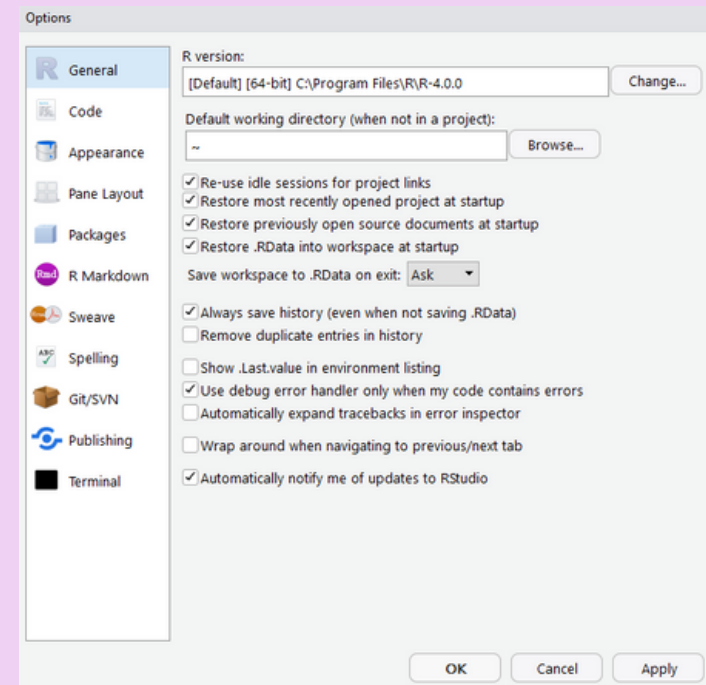 Options
General
Code
Appearance
Pane Layout
Packages
Rmd R Markdown
Sweave
ABC Spelling
Git/SVN
Publishing
Terminal
R version:
[Default] [64-bit] C:\Program Files\R\R-4.0.0 Change...
Default working directory (when not in a project):
~ Browse...
Re-use idle sessions for project links
Restore most recently opened project at startup
Restore previously open source documents at startup
Restore .RData into workspace at startup
Save workspace to .RData on exit: Ask
Always save history (even when not saving .RData)
Remove duplicate entries in history
Show .Last.value in environment listing
Use debug error handler only when my code contains errors
Automatically expand tracebacks in error inspector
Wrap around when navigating to previous/next tab
Automatically notify me of updates to RStudio
OK Cancel Apply